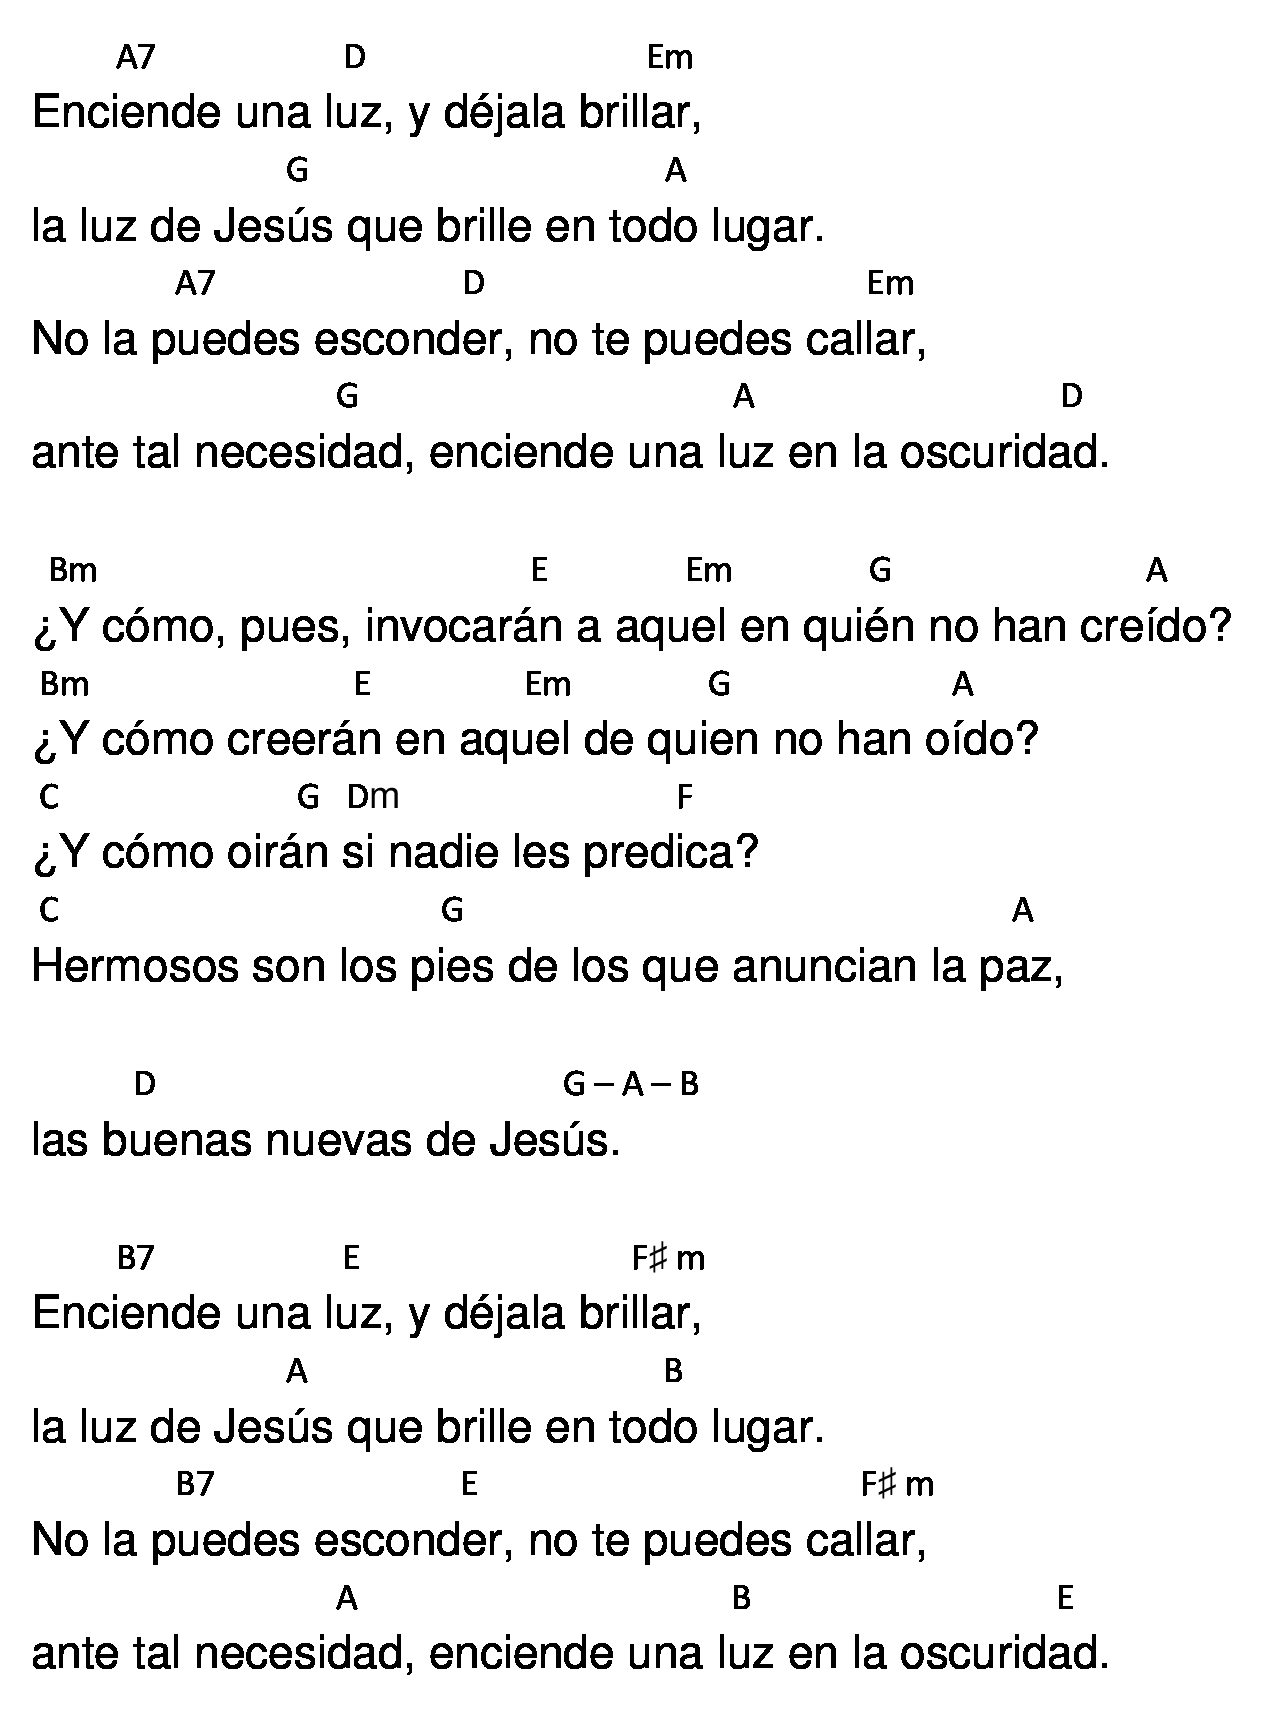 A7 D Em
Enciende una luz, y déjala brillar,
G A
la luz de Jesús que brille en todo lugar.
A7 D Em
No la puedes esconder, no te puedes callar,
G A D
ante tal necesidad, enciende una luz en la oscuridad.
Bm E Em G A
¿Y cómo, pues, invocarán a aquel en quién no han creído?
Bm E Em G A
¿Y cómo creerán en aquel de quien no han oído?
C G Dm F
¿Y cómo oirán si nadie les predica?
C G A
Hermosos son los pies de los que anuncian la paz,
D G – A – B
las buenas nuevas de Jesús.
B7 E F♯ m
Enciende una luz, y déjala brillar,
A B
la luz de Jesús que brille en todo lugar.
B7 E F♯ m
No la puedes esconder, no te puedes callar,
A B E
ante tal necesidad, enciende una luz en la oscuridad.